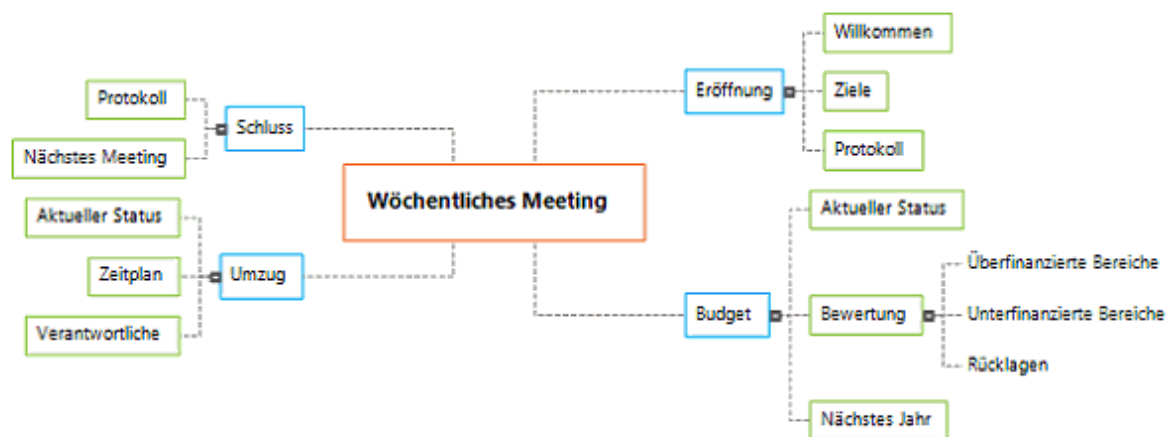 Wöchentliches Meeting
Eröffnung
Willkommen
Ziele
Protokoll
Budget
Aktueller Status
Bewertung
Überfinanzierte Bereiche
Unterfinanzierte Bereiche
Rücklagen
Nächstes Jahr
Umzug
Aktueller Status
Zeitplan
Verantwortliche
Schluss
Protokoll
Nächstes Meeting